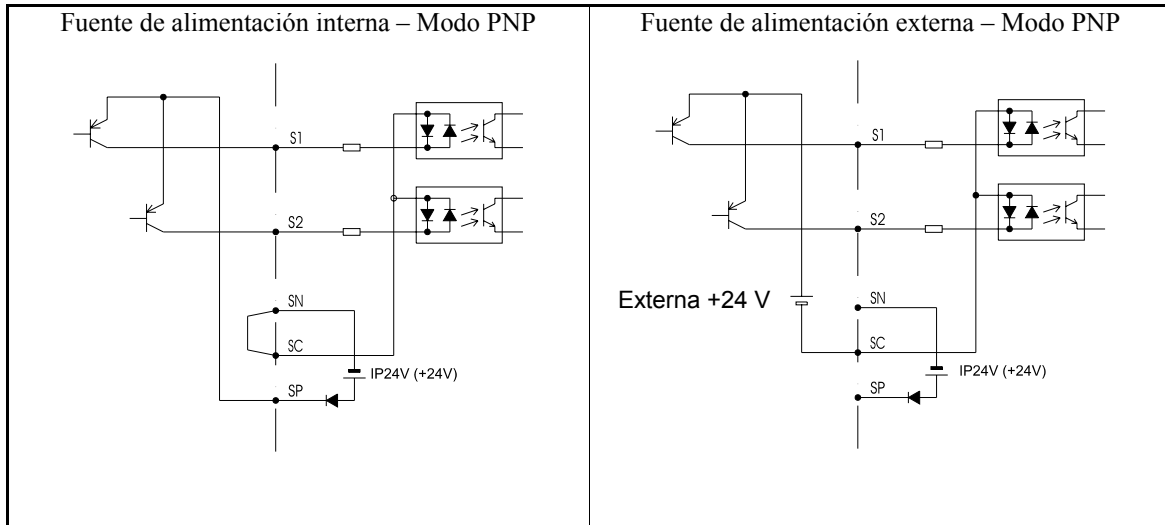 Fuente de alimentación interna – Modo PNP
S1
S2
SN
SC
IP24V (+24V)
SP
Fuente de alimentación externa – Modo PNP
S1
S2
Externa +24 V
SN
SC
IP24V (+24V)
SP